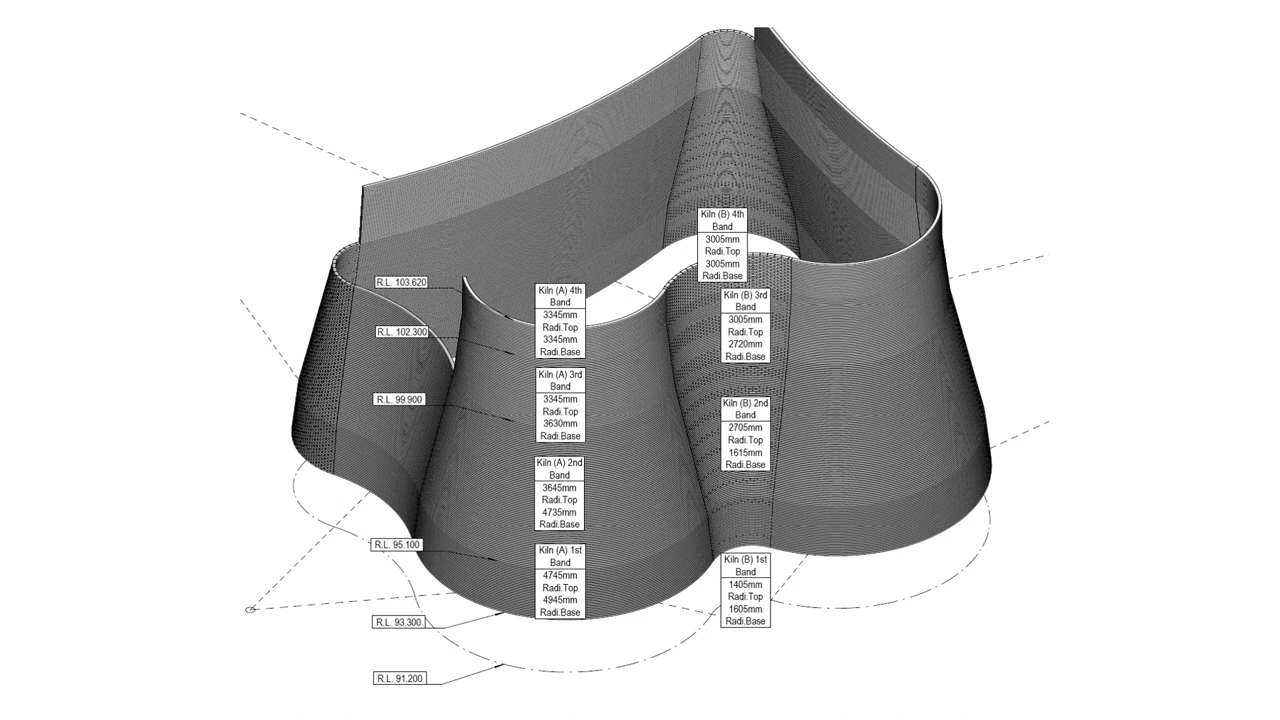 Kiln (B) 4th
Band
3005mm
Radi.Top
3005mm
Radi.Base
R.L. 103.620
Kiln (A) 4th
Band
3345mm
Radi.Top
3345mm
Radi.Base
Kiln (B) 3rd
Band
3005mm
Radi.Top
2720mm
Radi.Base
R.L. 102.300
Kiln (A) 3rd
Band
3345mm
Radi.Top
3630mm
Radi.Base
R.L. 99.900
Kiln (B) 2nd
Band
2705mm
Radi.Top
1615mm
Radi.Base
Kiln (A) 2nd
Band
3645mm
Radi.Top
4735mm
Radi.Base
R.L. 95.100
Kiln (A) 1st
Band
4745mm
Radi.Top
4945mm
Radi.Base
Kiln (B) 1st
Band
1405mm
Radi.Top
1605mm
Radi.Base
R.L. 93.300
R.L. 91.200